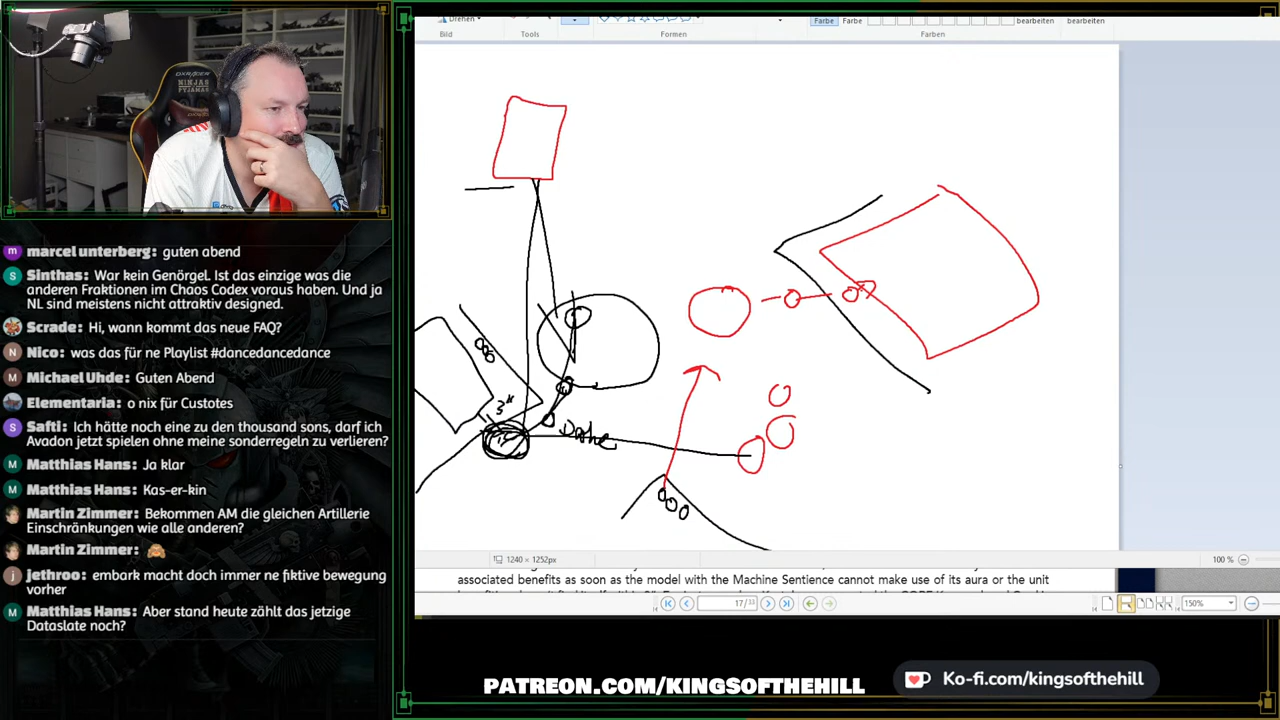 Drehen
Farbe Farbe bearbeiten bearbeiten
Bild Tools Formen Farben
OXRACER
NINJAS
PYJAMAS
marcel unterberg: guten abend
Sinthas: War kein Genörgel. Ist das einzige was die
anderen Fraktionen im Chaos Codex voraus haben. Und ja
NL sind meistens nicht attraktiv designed.
Scrade: Hi, wann kommt das neue FAQ?
Nico: was das für ne Playlist #dancedancedance
Michael Uhde: Guten Abend
Elementaria: o nix für Custotes
Safti: Ich hätte noch eine zu den thousand sons, darf ich
Avadon jetzt spielen ohne meine sonderregeln zu verlieren?
Matthias Hans: Ja klar
Matthias Hans: Kas-er-kin
Martin Zimmer: Bekommen AM die gleichen Artillerie
Einschränkungen wie alle anderen?
Martin Zimmer:
jethroo: embark macht doch immer ne fiktive bewegung
vorher
Matthias Hans: Aber stand heute zählt das jetzige
Dataslate noch?
3"
1240 × 1252px
100 %
associated benefits as soon as the model with the Machine Sentience cannot make use of its aura or the unit
17/33
150%
PATREON.COM/KINGSOFTHEHILL
Ko-fi.com/kingsofthehill